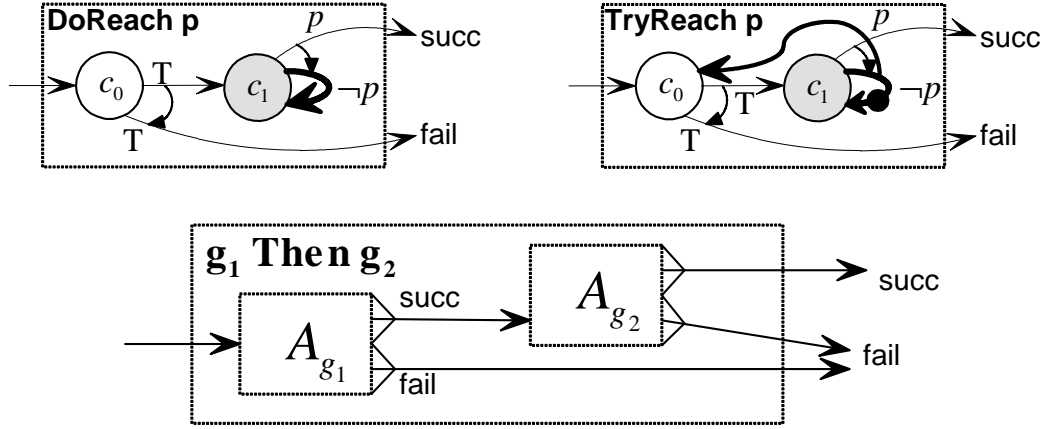 DoReach p
p
succ
c0
T
c1
¬p
T
fail
TryReach p
p
succ
c0
T
c1
¬p
T
fail
g1 Then g2
succ
Ag1
fail
Ag2
succ
fail